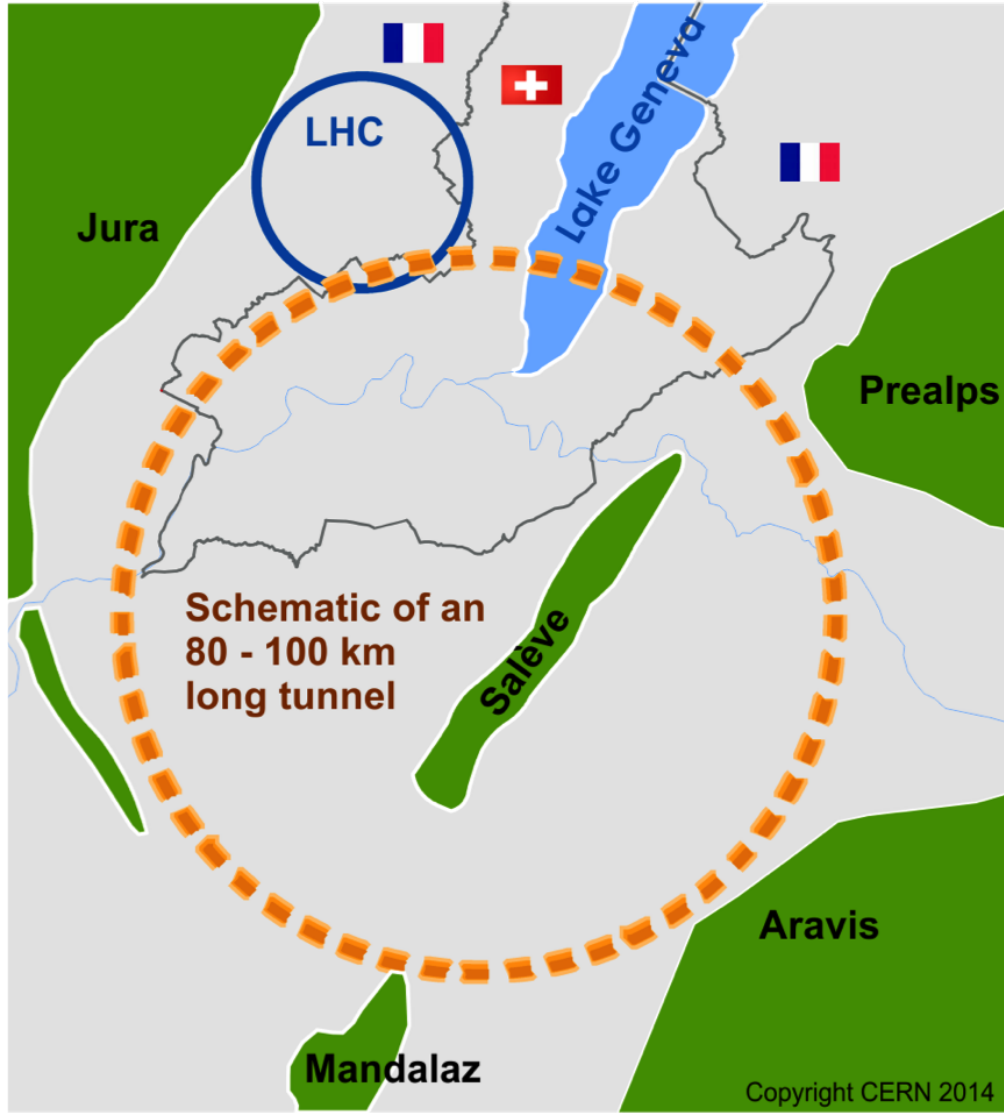 LHC
Lake Geneva
Jura
Prealps
Schematic of an
80 - 100 km
long tunnel
Salève
Aravis
Mandalaz
Copyright CERN 2014